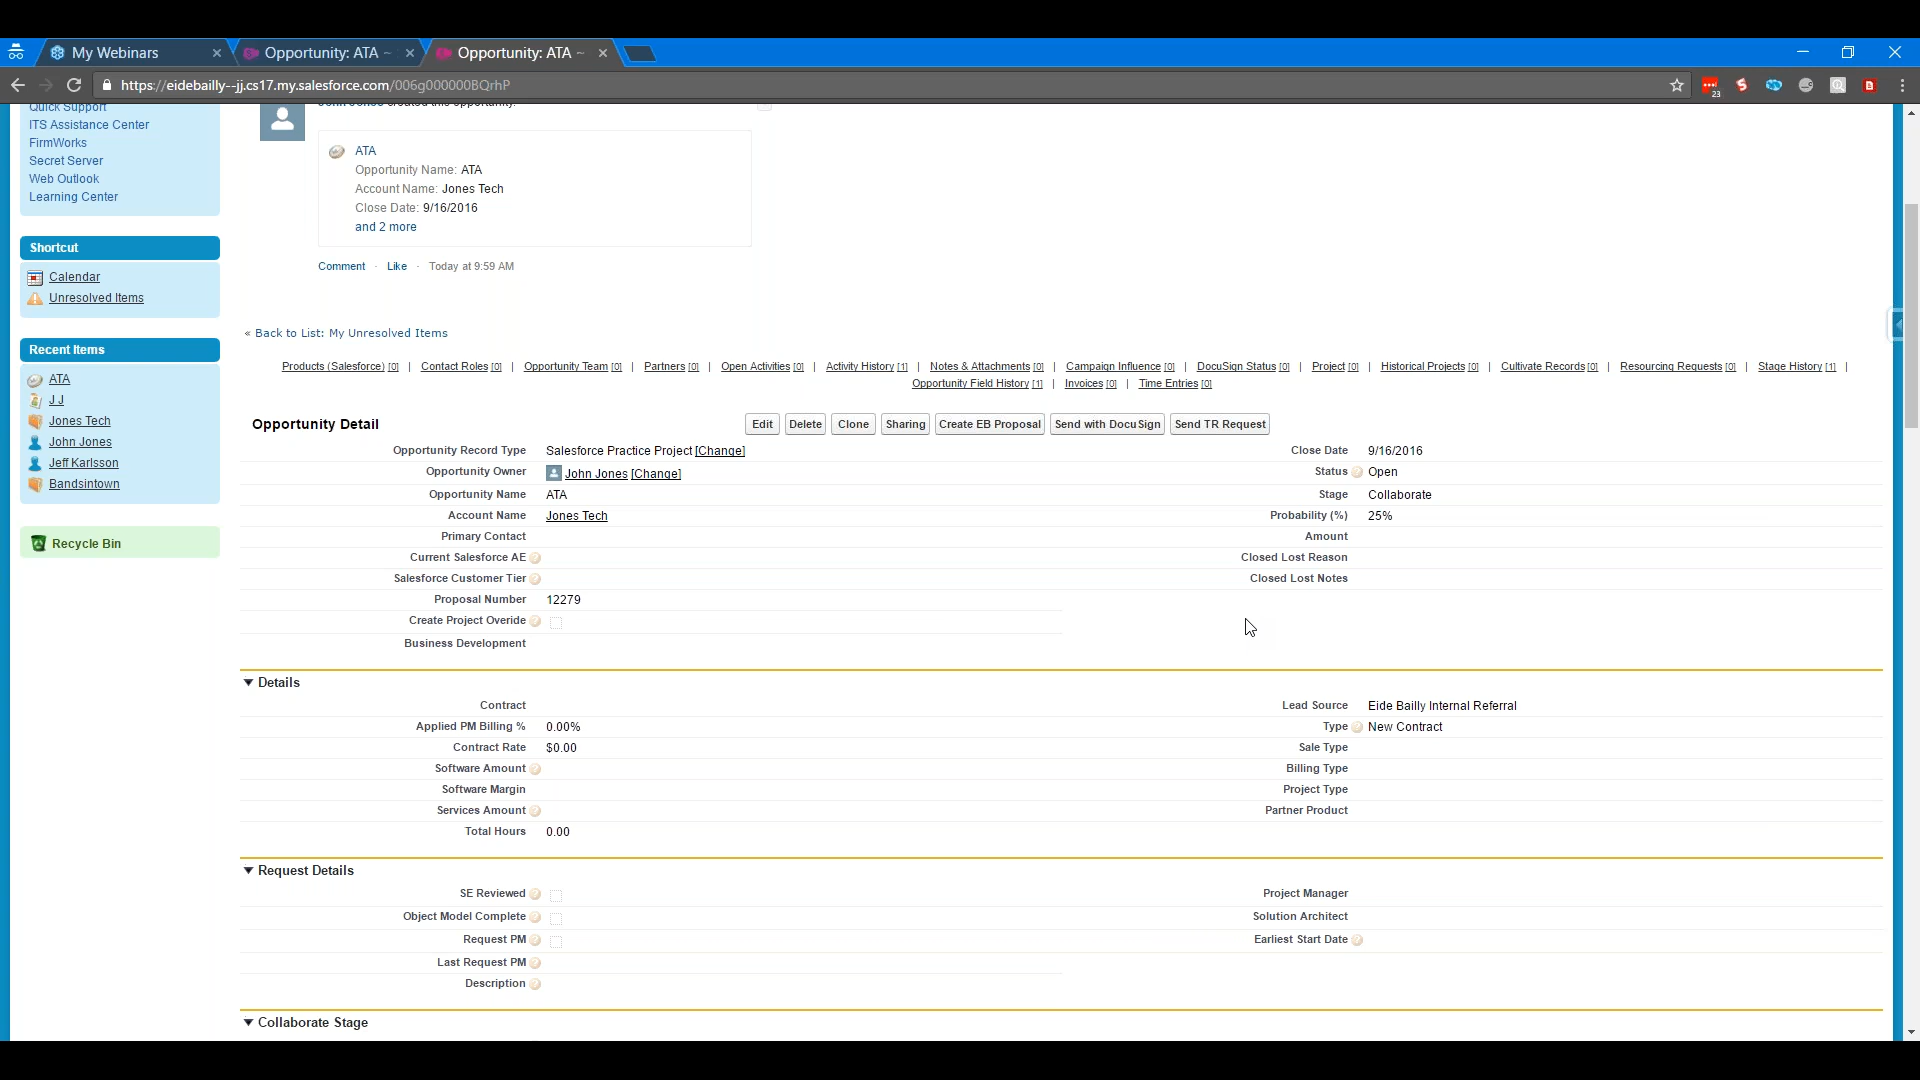 My Webinars
Opportunity: ATA ~
Opportunity: ATA ~
https://eidebailly--jj.cs17.my.salesforce.com/006g000000BQrhP
23
Quick Support
ITS Assistance Center
FirmWorks
Secret Server
Web Outlook
Learning Center
Shortcut
Calendar
Unresolved Items
Recent Items
ATA
J J
Jones Tech
John Jones
Jeff Karlsson
Bandsintown
Recycle Bin
John Jones created this opportunity.
ATA
Opportunity Name: ATA
Account Name: Jones Tech
Close Date: 9/16/2016
and 2 more
Comment · Like · Today at 9:59 AM
« Back to List: My Unresolved Items
Products (Salesforce) [0] | Contact Roles [0] | Opportunity Team [0] | Partners [0] | Open Activities [0] | Activity History [1] | Notes & Attachments [0] | Campaign Influence [0] | DocuSign Status [0] | Project [0] | Historical Projects [0] | Cultivate Records [0] | Resourcing Requests [0] | Stage History [1] |
Opportunity Field History [1] | Invoices [0] | Time Entries [0]
Opportunity Detail
Edit Delete Clone Sharing Create EB Proposal Send with DocuSign Send TR Request
Opportunity Record Type Salesforce Practice Project [Change] Close Date 9/16/2016
Opportunity Owner John Jones [Change] Status Open
Opportunity Name ATA Stage Collaborate
Account Name Jones Tech Probability (%) 25%
Primary Contact Amount
Current Salesforce AE Closed Lost Reason
Salesforce Customer Tier Closed Lost Notes
Proposal Number 12279
Create Project Overide
Business Development
Details
Contract Lead Source Eide Bailly Internal Referral
Applied PM Billing % 0.00% Type New Contract
Contract Rate $0.00 Sale Type
Software Amount Billing Type
Software Margin Project Type
Services Amount Partner Product
Total Hours 0.00
Request Details
SE Reviewed Project Manager
Object Model Complete Solution Architect
Request PM Earliest Start Date
Last Request PM
Description
Collaborate Stage